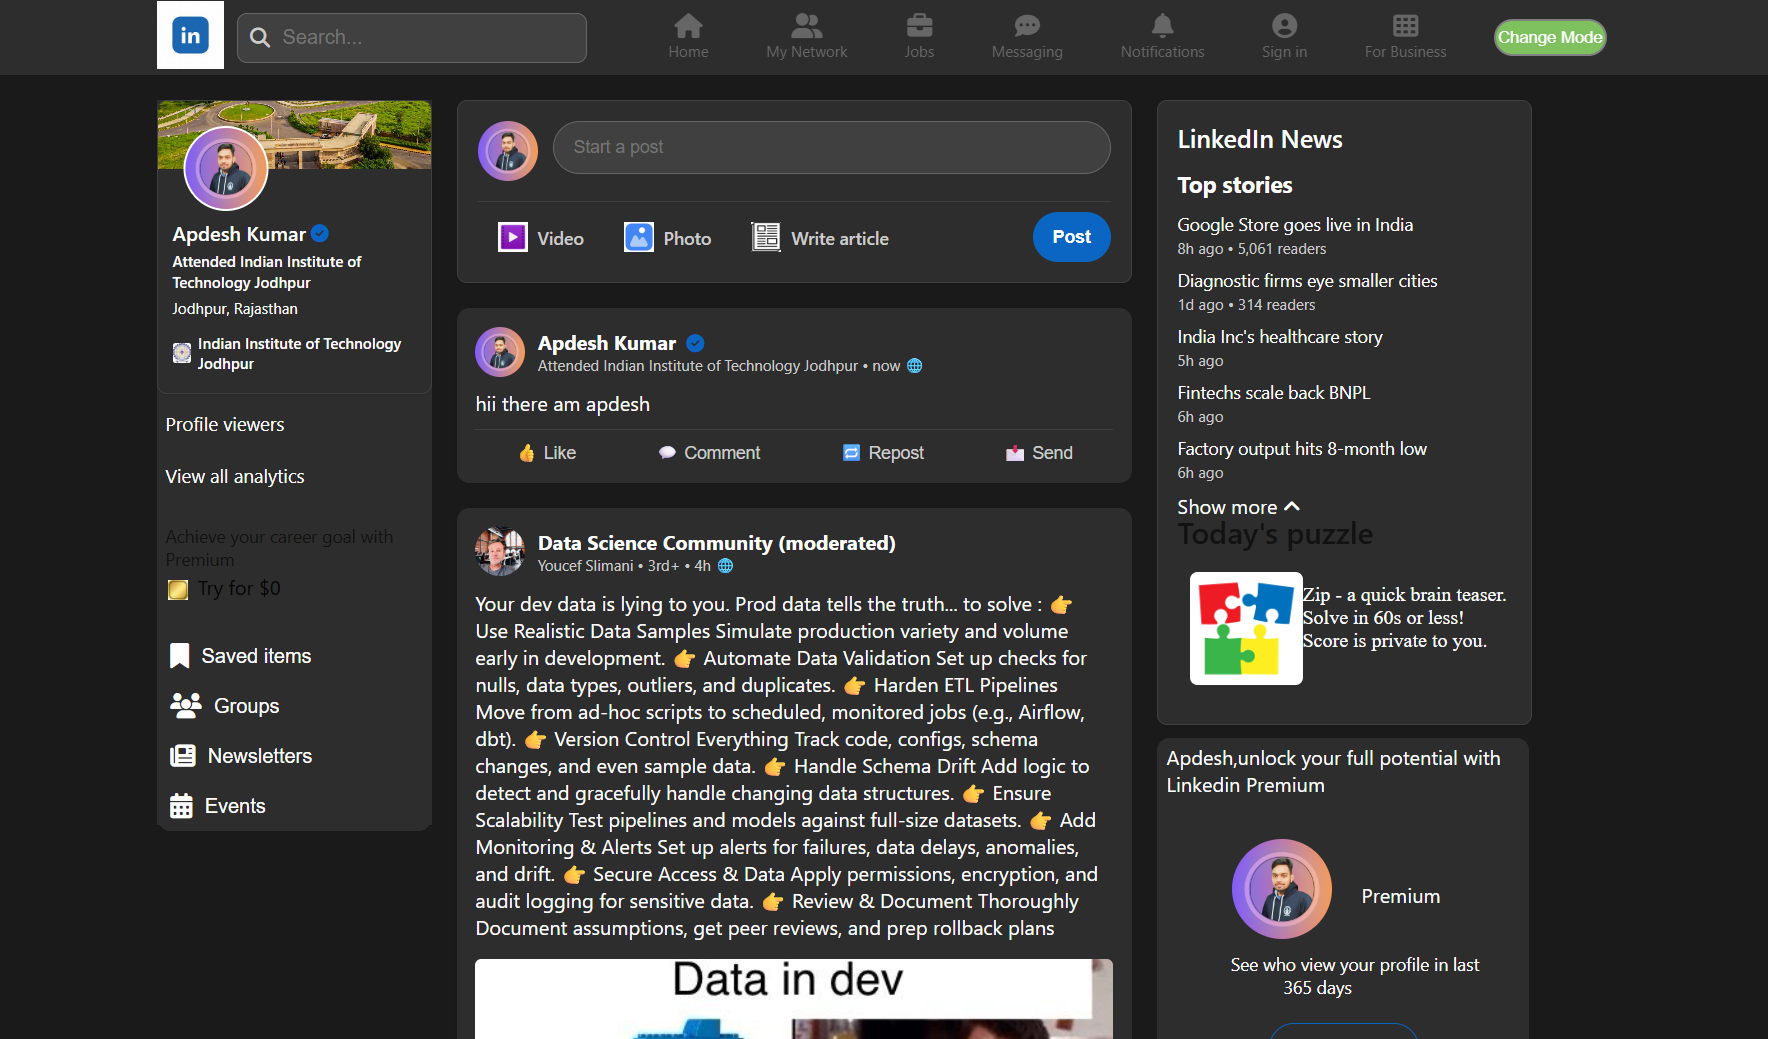 in
Search...
Home
My Network
Jobs
Messaging
Notifications
Sign in
For Business
Change Mode
Apdesh Kumar
Attended Indian Institute of
Technology Jodhpur
Jodhpur, Rajasthan
Indian Institute of Technology
Jodhpur
Profile viewers
View all analytics
Achieve your career goal with
Premium
Try for $0
Saved items
Groups
Newsletters
Events
Start a post
Video
Photo
Write article
Post
Apdesh Kumar
Attended Indian Institute of Technology Jodhpur • now
hii there am apdesh
Like
Comment
Repost
Send
Data Science Community (moderated)
Youcef Slimani • 3rd+ • 4h
Your dev data is lying to you. Prod data tells the truth... to solve : 👉
Use Realistic Data Samples Simulate production variety and volume
early in development. 👉 Automate Data Validation Set up checks for
nulls, data types, outliers, and duplicates. 👉 Harden ETL Pipelines
Move from ad-hoc scripts to scheduled, monitored jobs (e.g., Airflow,
dbt). 👉 Version Control Everything Track code, configs, schema
changes, and even sample data. 👉 Handle Schema Drift Add logic to
detect and gracefully handle changing data structures. 👉 Ensure
Scalability Test pipelines and models against full-size datasets. 👉 Add
Monitoring & Alerts Set up alerts for failures, data delays, anomalies,
and drift. 👉 Secure Access & Data Apply permissions, encryption, and
audit logging for sensitive data. 👉 Review & Document Thoroughly
Document assumptions, get peer reviews, and prep rollback plans
Data in dev
LinkedIn News
Top stories
Google Store goes live in India
8h ago • 5,061 readers
Diagnostic firms eye smaller cities
1d ago • 314 readers
India Inc's healthcare story
5h ago
Fintechs scale back BNPL
6h ago
Factory output hits 8-month low
6h ago
Show more
Today's puzzle
Zip - a quick brain teaser.
Solve in 60s or less!
Score is private to you.
Apdesh,unlock your full potential with
Linkedin Premium
Premium
See who view your profile in last
365 days